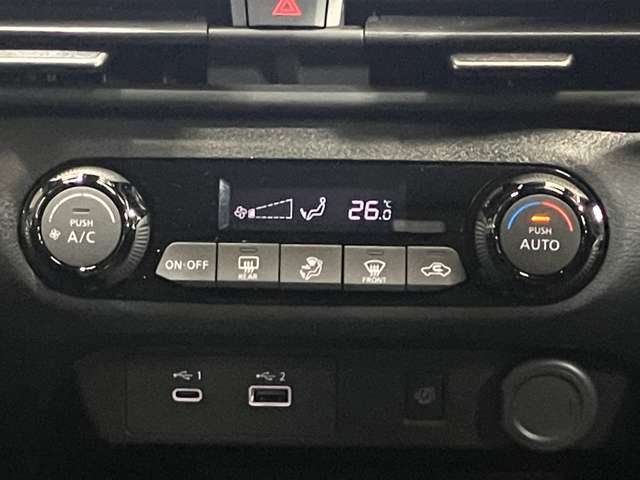 PUSH
A/C
26.0 °C
PUSH
AUTO
ON·OFF
REAR
FRONT
1
2